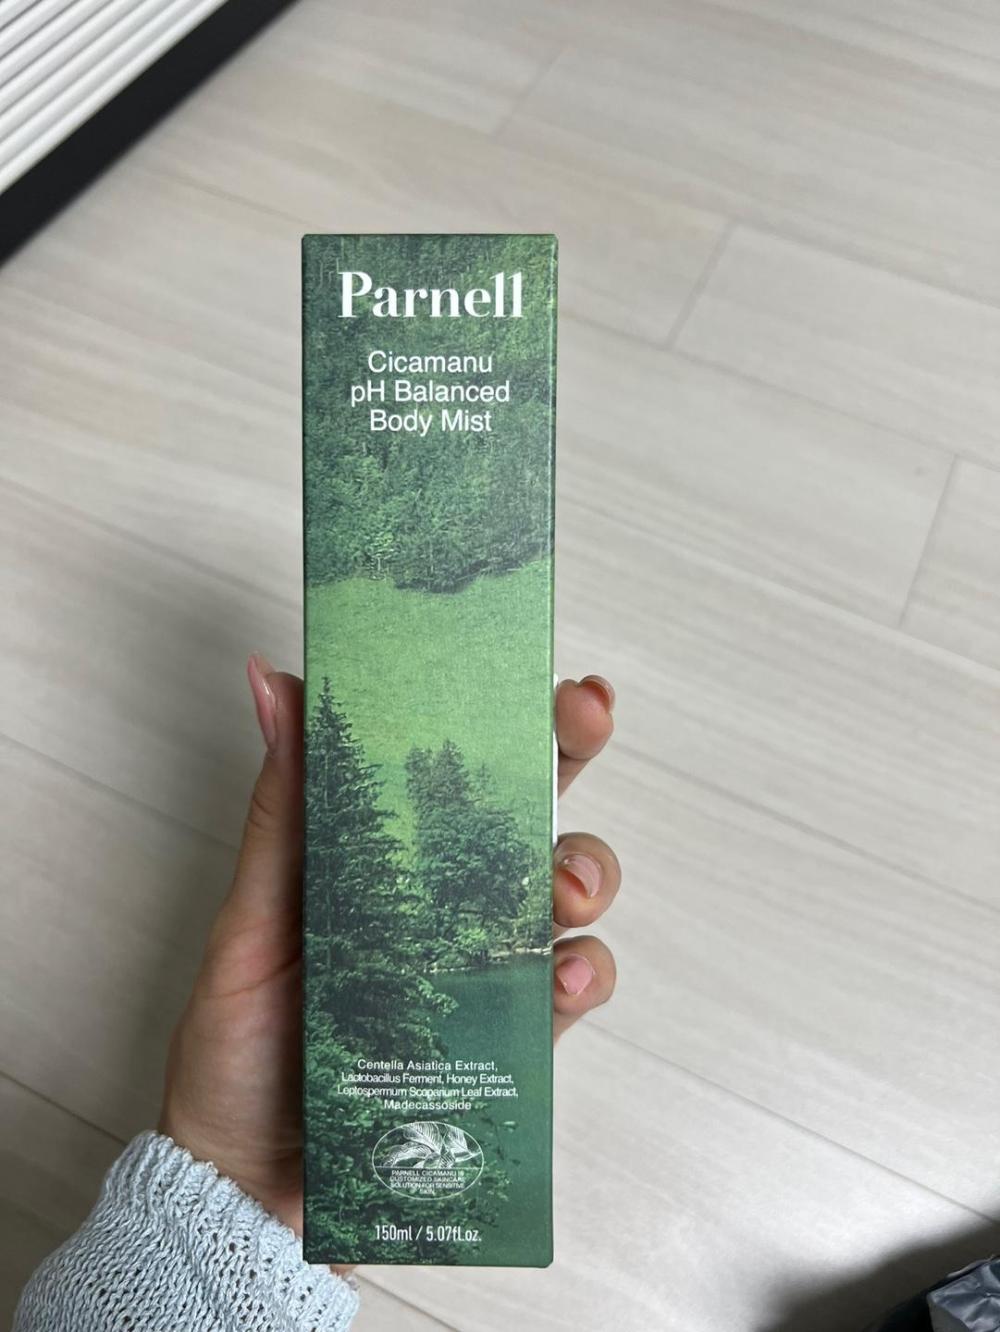 Parnell
Cicamanu
pH Balanced
Body Mist
Centella Asiatica Extract,
Lactobacillus Ferment, Honey Extract,
Leptospermum Scoparium Leaf Extract,
Madecassoside
PARNELL CICAMANU IS
CUSTOMIZED SKINCARE
SOLUTION FOR SENSITIVE
SKIN.
150ml / 5.07fl.oz.